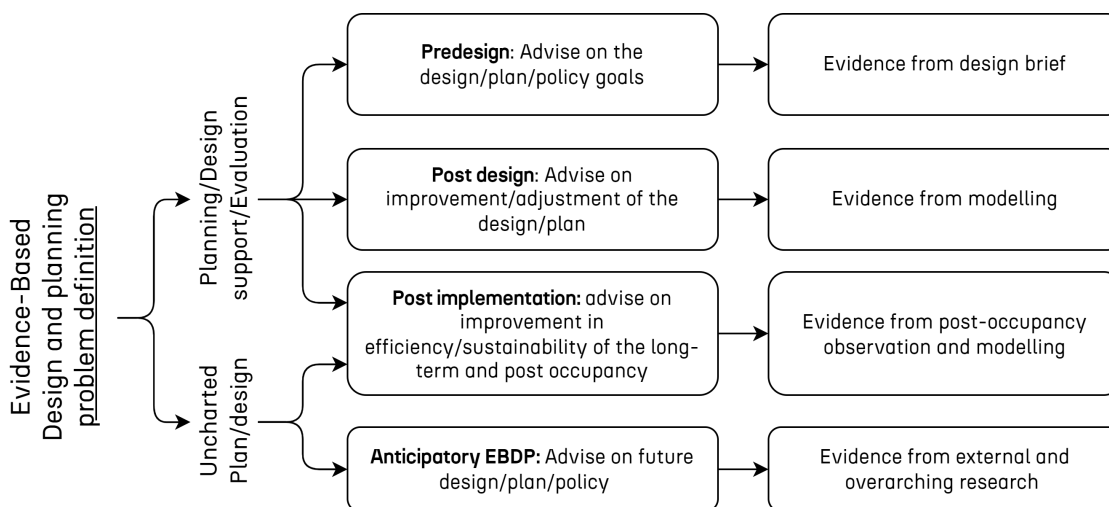 Evidence-Based
Design and planning
problem definition
Planning/Design
support/Evaluation
Uncharted
Plan/design
Predesign: Advise on the
design/plan/policy goals
Evidence from design brief
Post design: Advise on
improvement/adjustment of the
design/plan
Evidence from modelling
Post implementation: advise on
improvement in
efficiency/sustainability of the long-
term and post occupancy
Evidence from post-occupancy
observation and modelling
Anticipatory EBDP: Advise on future
design/plan/policy
Evidence from external and
overarching research